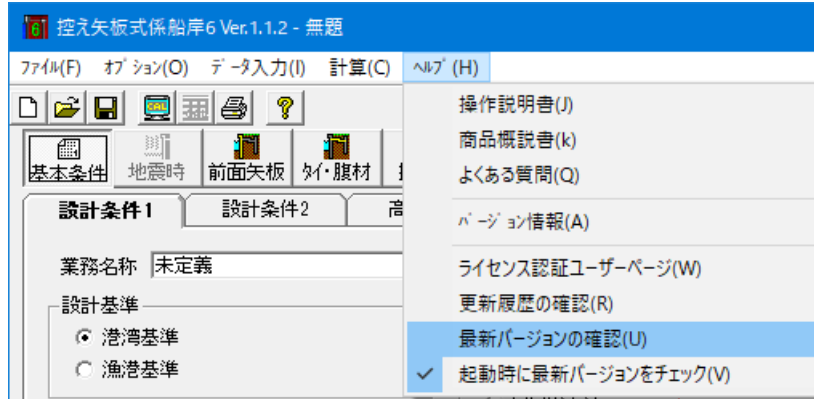 控え矢板式係船岸6 Ver.1.1.2 - 無題
ﾌｧｲﾙ(F) ｵﾌﾟｼｮﾝ(O) ﾃﾞｰﾀ入力(I) 計算(C) ﾍﾙﾌﾟ(H)
操作説明書(J)
商品概説書(k)
よくある質問(Q)
ﾊﾞｰｼﾞｮﾝ情報(A)
ライセンス認証ユーザーページ(W)
更新履歴の確認(R)
最新バージョンの確認(U)
起動時に最新バージョンをチェック(V)
基本条件 地震時 前面矢板 ﾀｲ・腹材
設計条件1 設計条件2 高
業務名称 未定義
設計基準
港湾基準
漁港基準